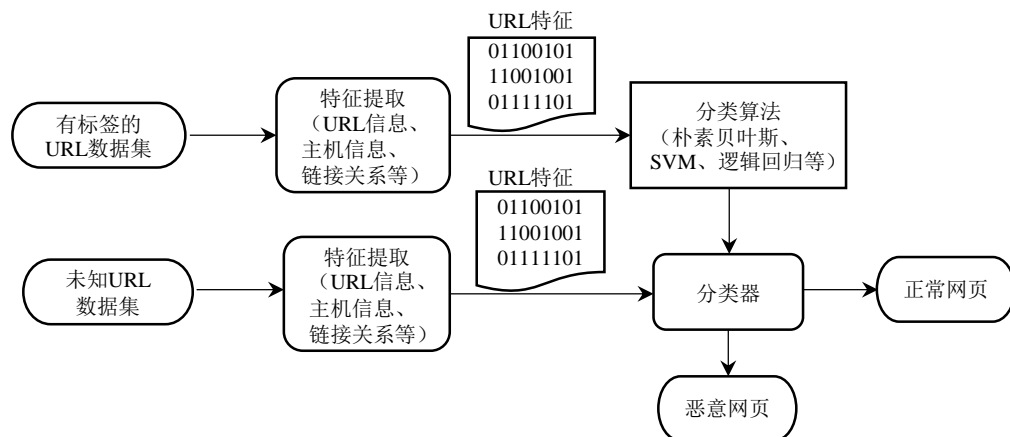 URL特征
01100101
11001001
01111101
有标签的
URL数据集
特征提取
（URL信息、
主机信息、
链接关系等）
分类算法
（朴素贝叶斯、
SVM、逻辑回归等）
URL特征
01100101
11001001
01111101
未知URL
数据集
特征提取
（URL信息、
主机信息、
链接关系等）
分类器
正常网页
恶意网页